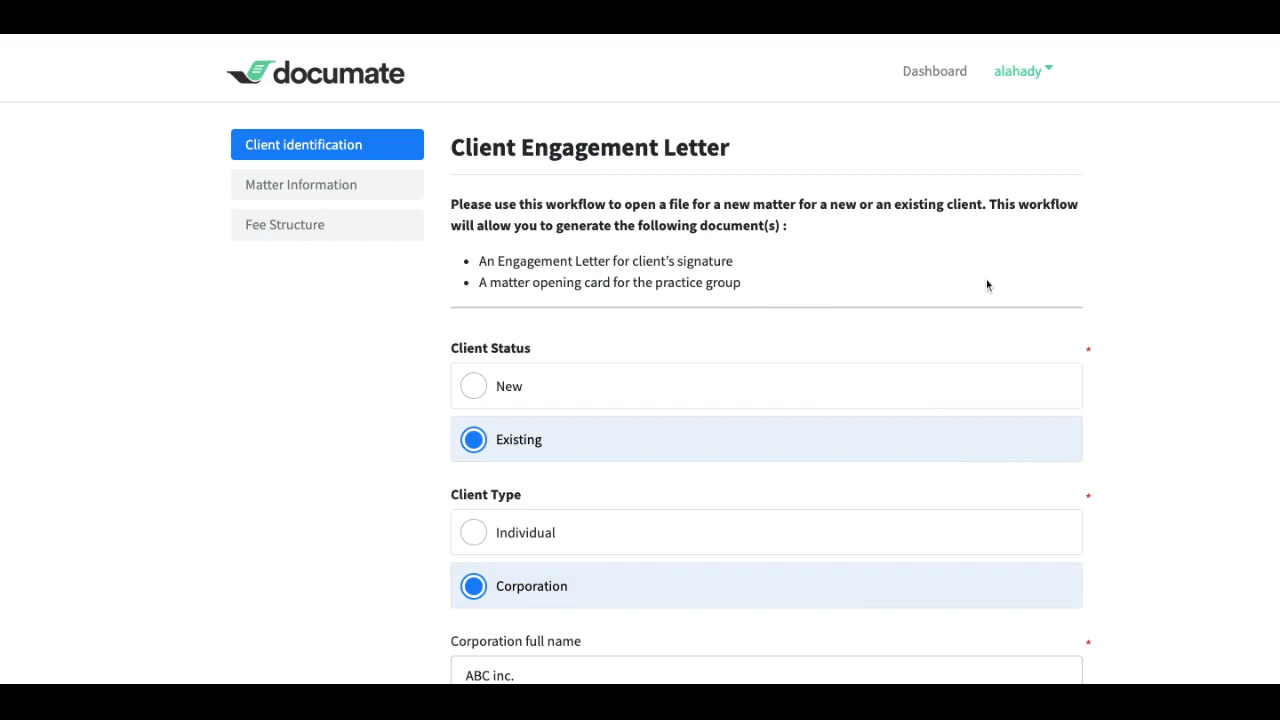 documate
Dashboard
alahady
Client identification
Matter Information
Fee Structure
Client Engagement Letter
Please use this workflow to open a file for a new matter for a new or an existing client. This workflow
will allow you to generate the following document(s) :
• An Engagement Letter for client’s signature
• A matter opening card for the practice group
Client Status *
New
Existing
Client Type *
Individual
Corporation
Corporation full name *
ABC inc.